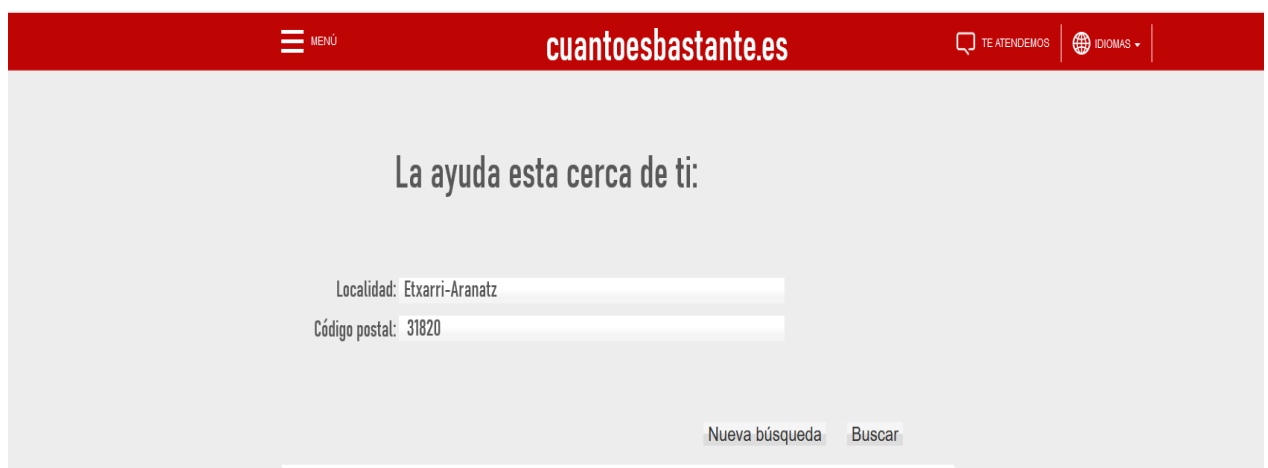 MENÚ cuantoesbastante.es TE ATENDEMOS IDIOMAS
La ayuda esta cerca de ti:
Localidad: Etxarri-Aranatz
Código postal: 31820
Nueva búsqueda Buscar